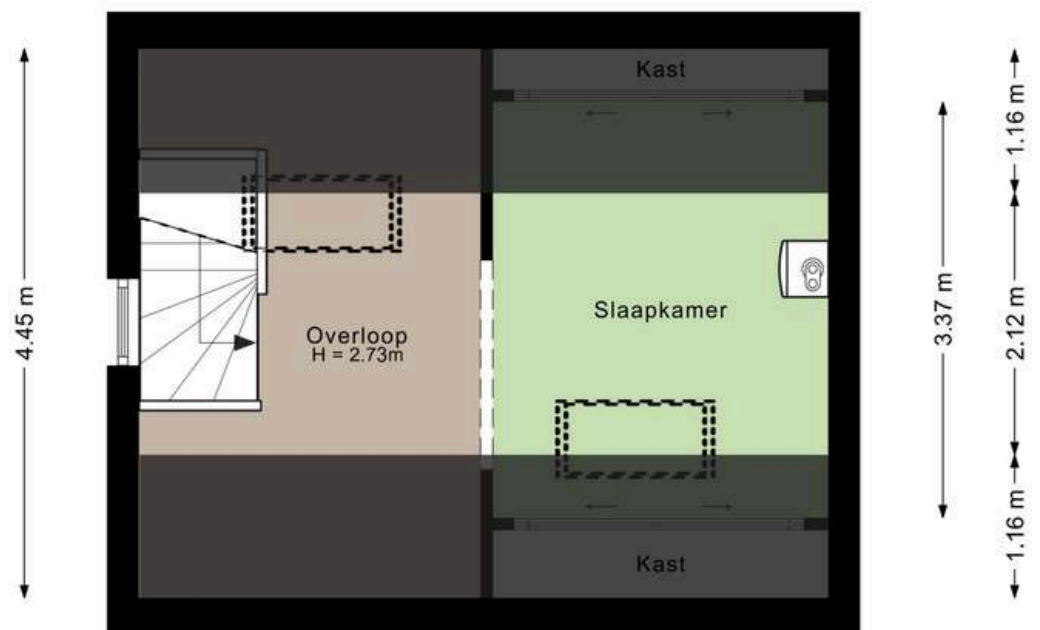 Kast
Overloop
H = 2.73m
Slaapkamer
Kast
4.45 m
3.37 m
1.16 m
2.12 m
1.16 m